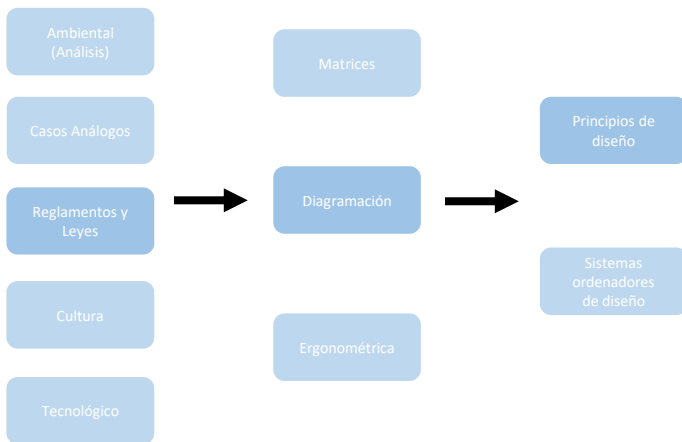 Ambiental
(Análisis)
Casos Análogos
Reglamentos y
Leyes
Cultura
Tecnológico
Matrices
Diagramación
Ergonométrica
Principios de
diseño
Sistemas
ordenadores
de diseño